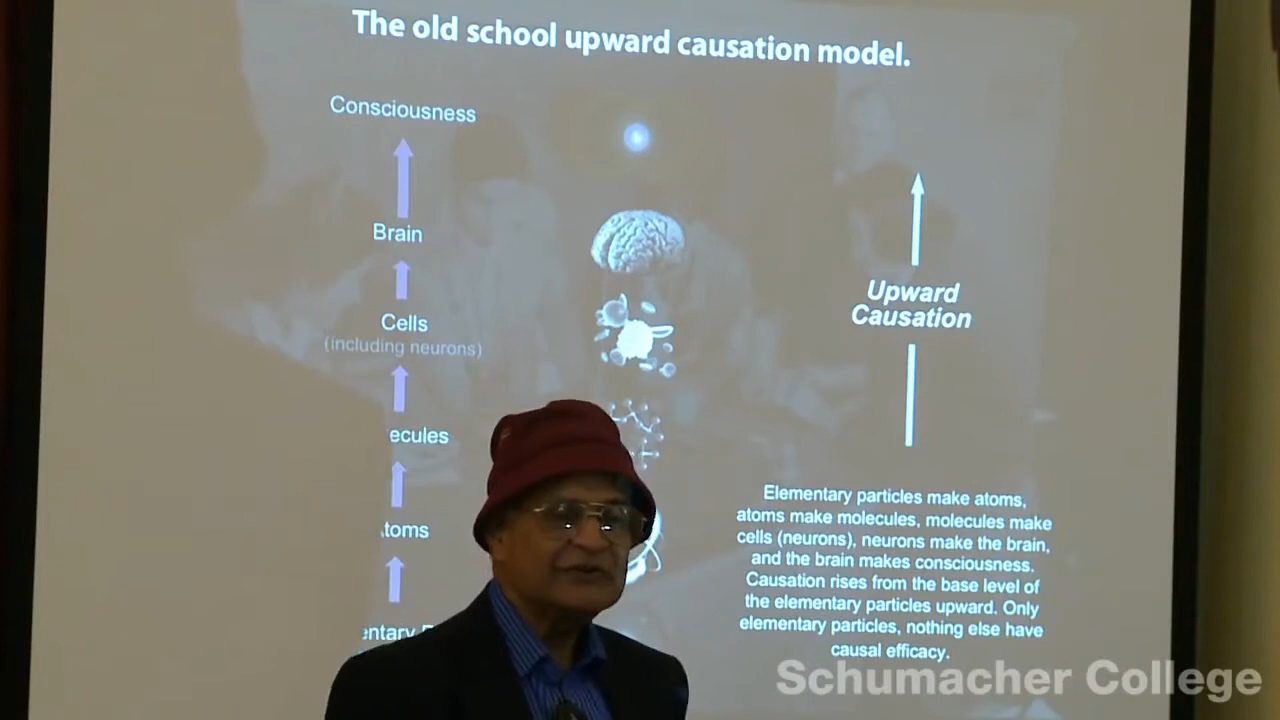 The old school upward causation model.
Consciousness
Brain
Cells
(including neurons)
ecules
toms
entary
Upward
Causation
Elementary particles make atoms,
atoms make molecules, molecules make
cells (neurons), neurons make the brain,
and the brain makes consciousness.
Causation rises from the base level of
the elementary particles upward. Only
elementary particles, nothing else have
causal efficacy.
Schumacher College